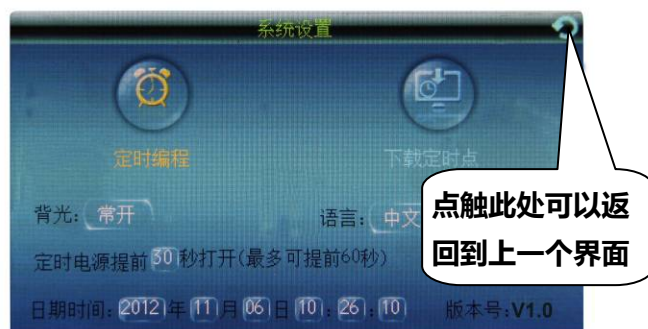 系统设置
定时编程
下载定时点
背光: 常开
语言: 中文
点触此处可以返
回到上一个界面
定时电源提前30秒打开(最多可提前60秒)
日期时间: 2012年11月06日10:26:10 版本号:V1.0